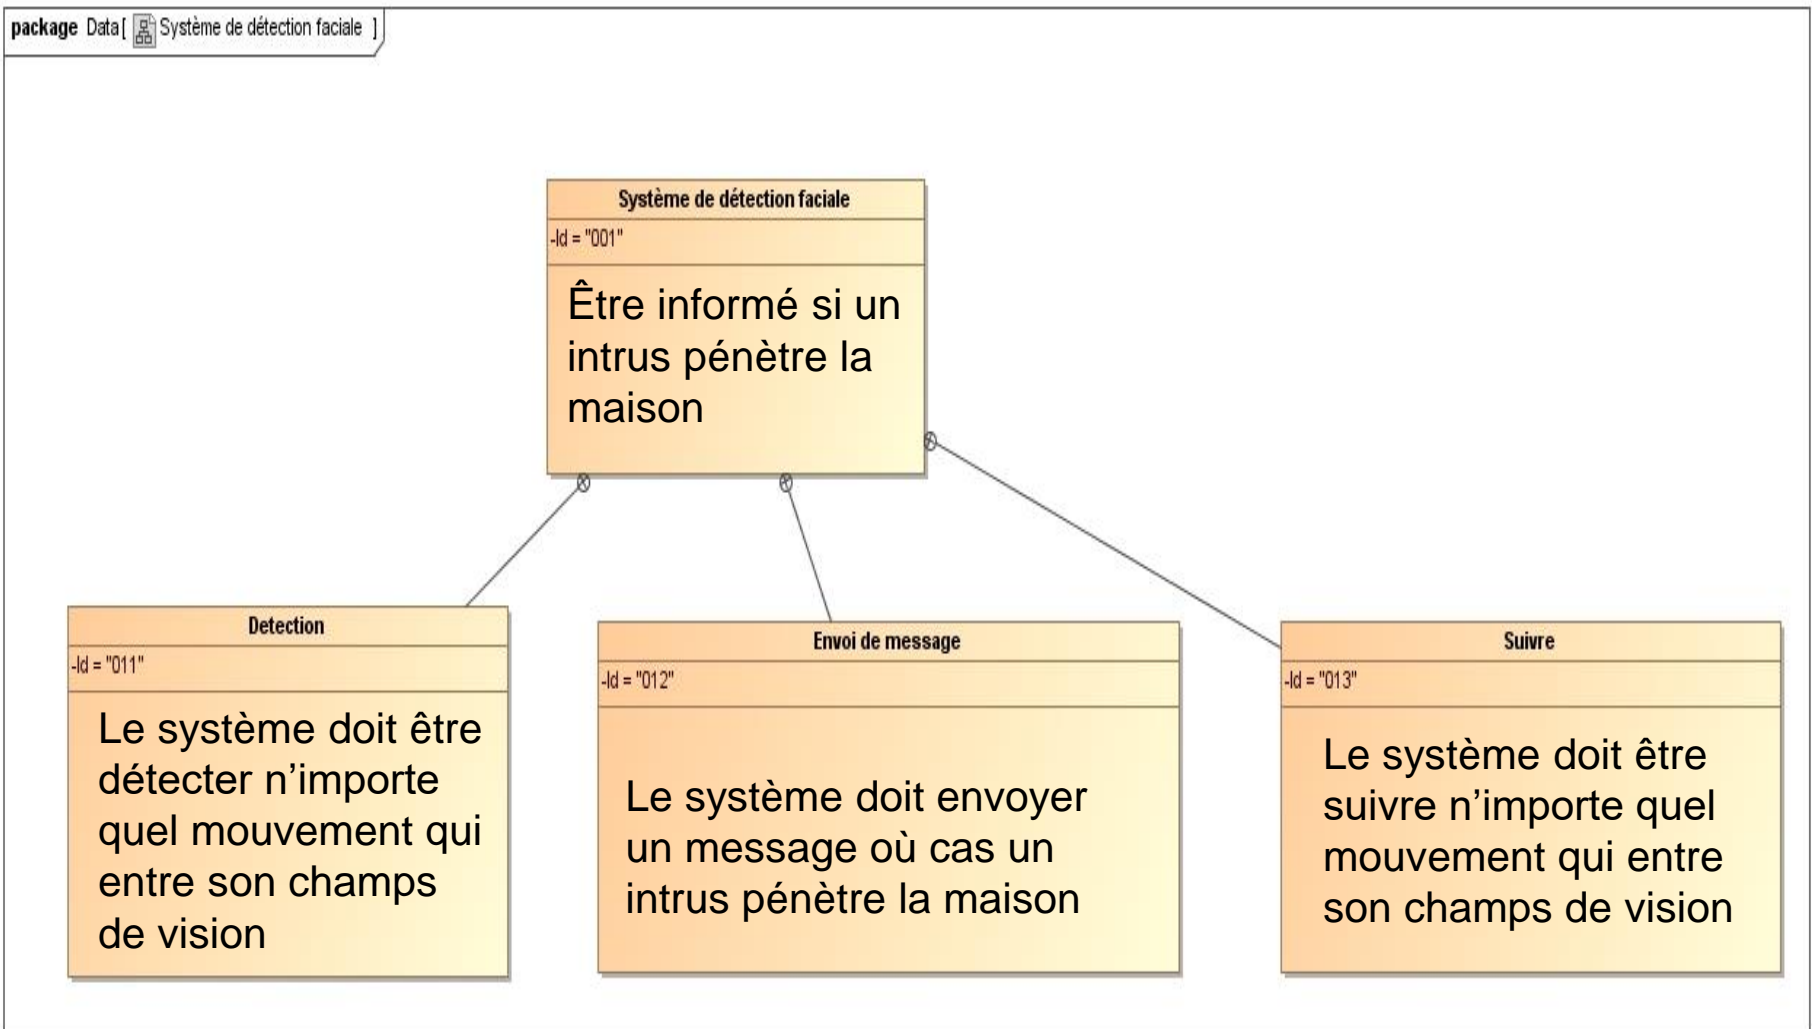 package Data[ Système de détection faciale ]
Système de détection faciale
-Id = "001"
Être informé si un
intrus pénètre la
maison
Detection
-Id = "011"
Le système doit être
détecter n’importe
quel mouvement qui
entre son champs
de vision
Envoi de message
-Id = "012"
Le système doit envoyer
un message où cas un
intrus pénètre la maison
Suivre
-Id = "013"
Le système doit être
suivre n’importe quel
mouvement qui entre
son champs de vision